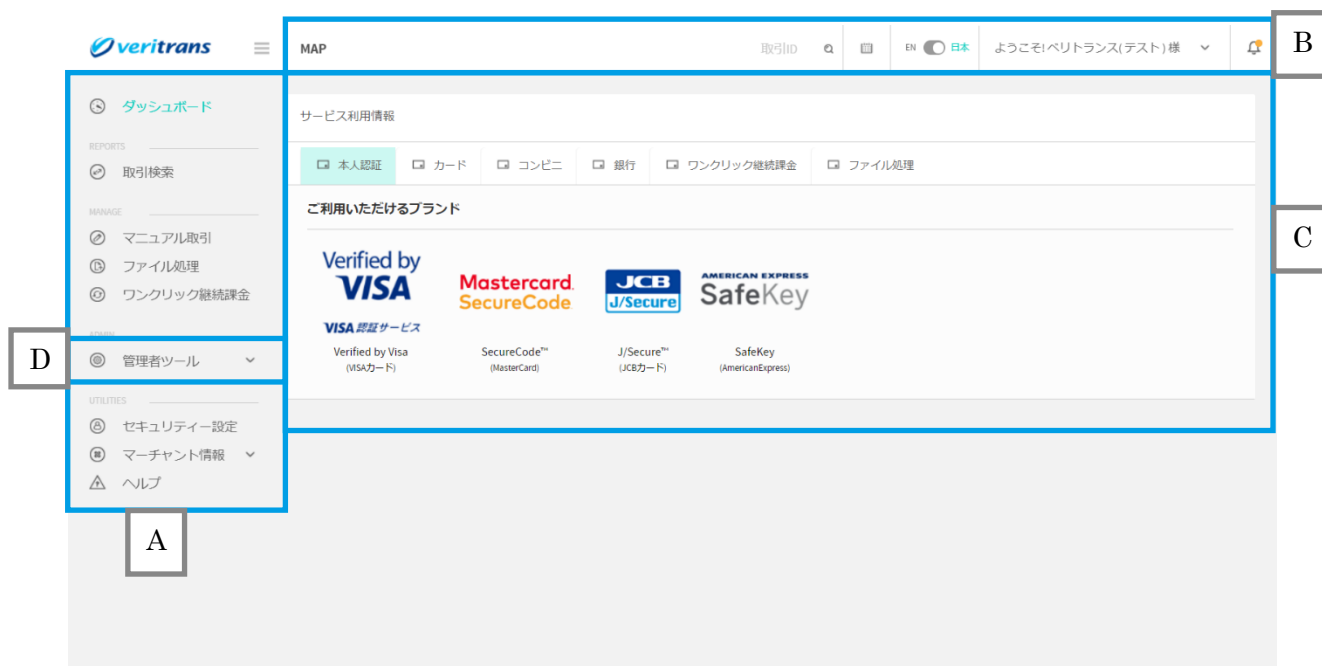 veritrans
MAP
取引ID
EN 日本
ようこそ!ベリトランス(テスト)様
B
ダッシュボード
REPORTS
取引検索
MANAGE
マニュアル取引
ファイル処理
ワンクリック継続課金
ADMIN
D
管理者ツール
UTILITIES
セキュリティー設定
マーチャント情報
ヘルプ
A
サービス利用情報
本人認証 カード コンビニ 銀行 ワンクリック継続課金 ファイル処理
C
ご利用いただけるブランド
Verified by
VISA
VISA 認証サービス
Verified by Visa
(VISAカード)
Mastercard.
SecureCode.
SecureCode™
(MasterCard)
JCB
J/Secure
J/Secure™
(JCBカード)
AMERICAN EXPRESS
SafeKey
SafeKey
(AmericanExpress)